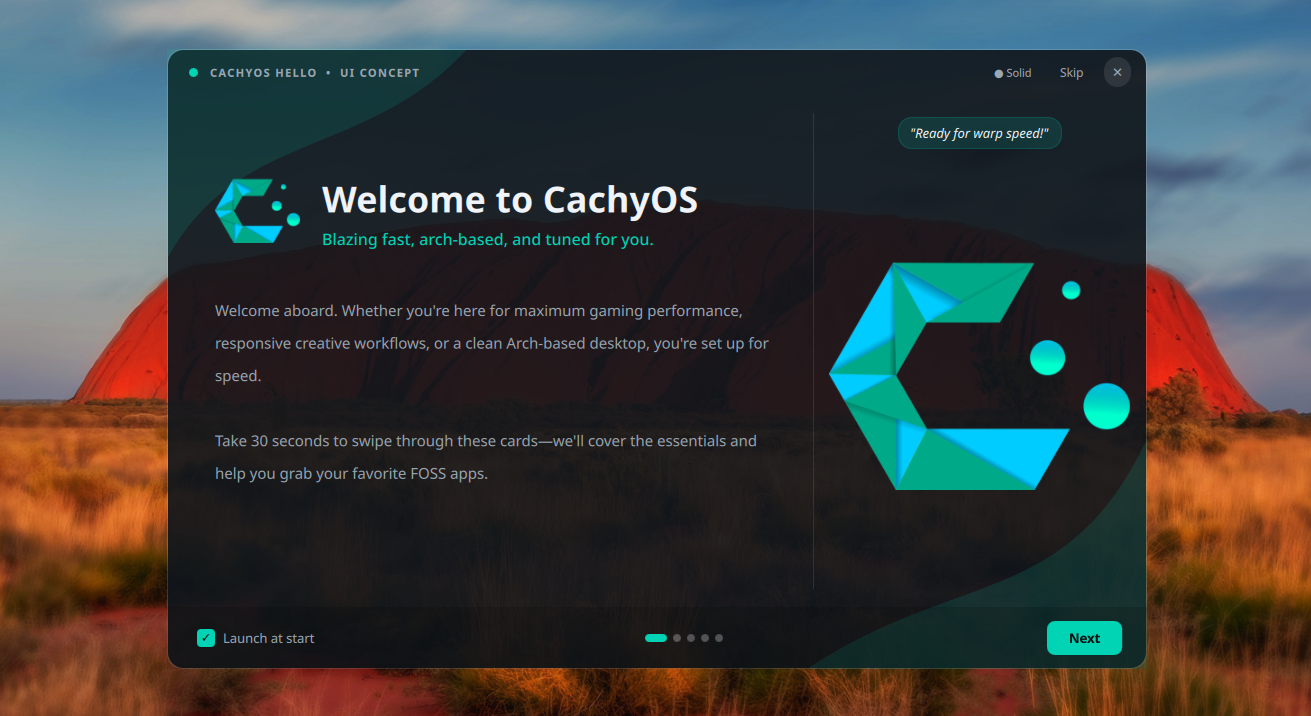 CACHYOS HELLO • UI CONCEPT
Solid
Skip
"Ready for warp speed!"
Welcome to CachyOS
Blazing fast, arch-based, and tuned for you.
Welcome aboard. Whether you're here for maximum gaming performance,
responsive creative workflows, or a clean Arch-based desktop, you're set up for
speed.
Take 30 seconds to swipe through these cards—we'll cover the essentials and
help you grab your favorite FOSS apps.
Launch at start
Next